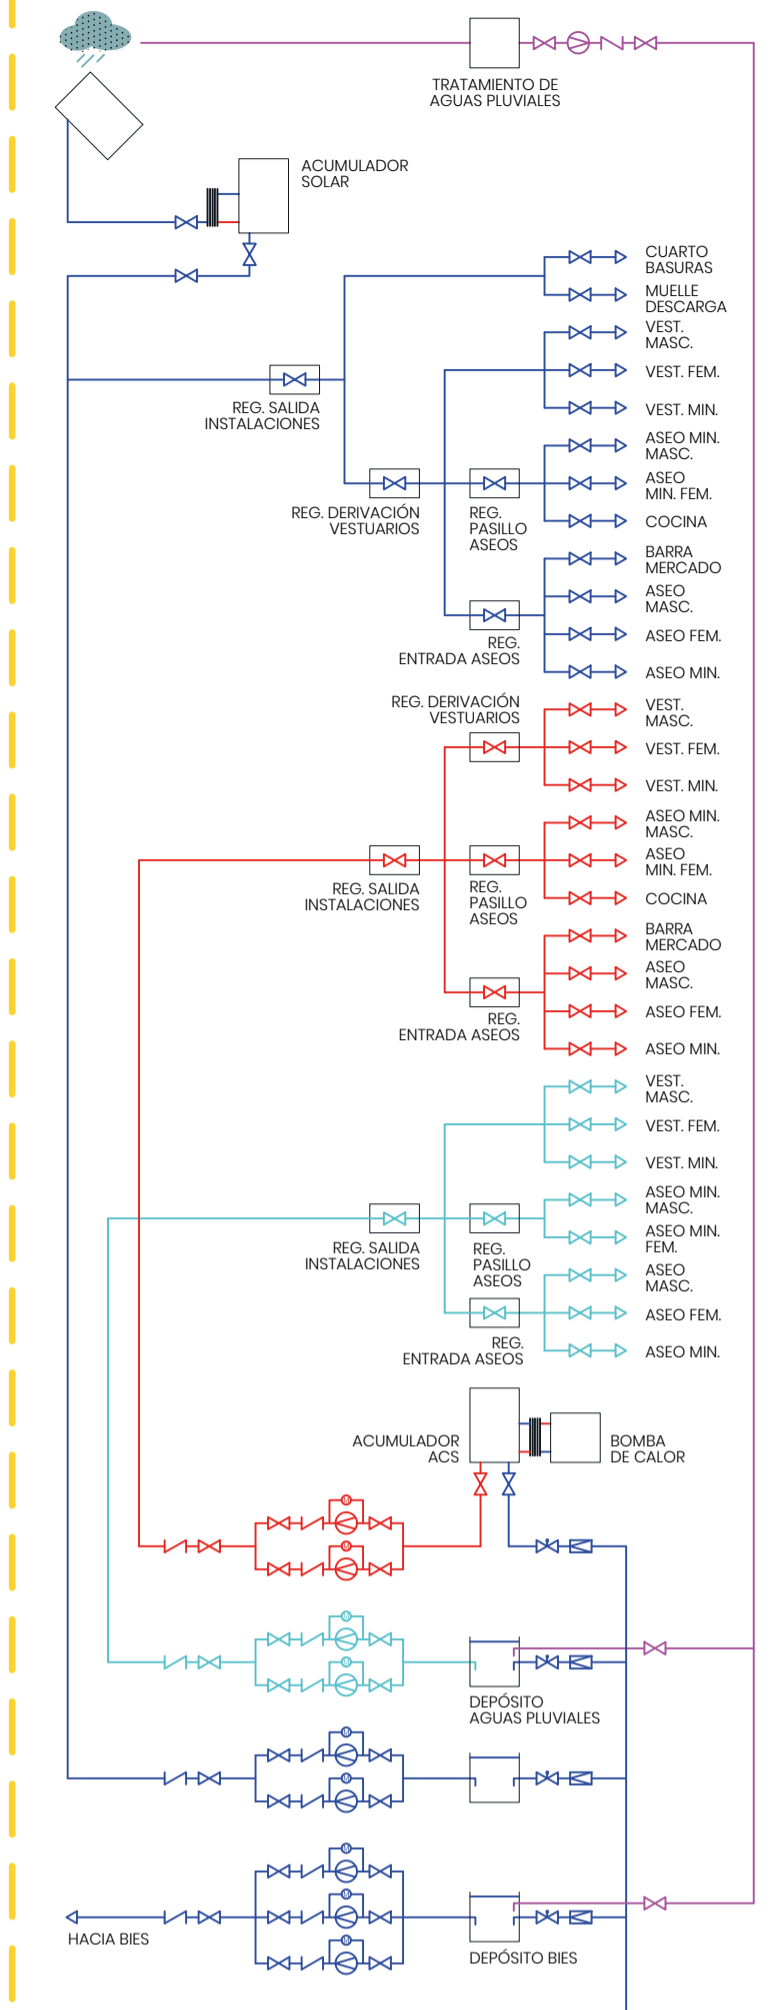 TRATAMIENTO DE
AGUAS PLUVIALES
ACUMULADOR
SOLAR
CUARTO
BASURAS
MUELLE
DESCARGA
VEST.
MASC.
VEST. FEM.
VEST. MIN.
REG. SALIDA
INSTALACIONES
ASEO MIN.
MASC.
ASEO
MIN. FEM.
COCINA
REG. DERIVACIÓN
VESTUARIOS
REG.
PASILLO
ASEOS
BARRA
MERCADO
ASEO
MASC.
ASEO FEM.
ASEO MIN.
REG.
ENTRADA ASEOS
REG. DERIVACIÓN
VESTUARIOS
VEST.
MASC.
VEST. FEM.
VEST. MIN.
ASEO MIN.
MASC.
ASEO
MIN. FEM.
COCINA
REG. SALIDA
INSTALACIONES
REG.
PASILLO
ASEOS
BARRA
MERCADO
ASEO
MASC.
ASEO FEM.
ASEO MIN.
REG.
ENTRADA ASEOS
VEST.
MASC.
VEST. FEM.
VEST. MIN.
ASEO MIN.
MASC.
ASEO MIN.
FEM.
REG. SALIDA
INSTALACIONES
REG.
PASILLO
ASEOS
ASEO
MASC.
ASEO FEM.
ASEO MIN.
REG.
ENTRADA ASEOS
ACUMULADOR
ACS
BOMBA
DE CALOR
DEPÓSITO
AGUAS PLUVIALES
HACIA BIES
DEPÓSITO BIES